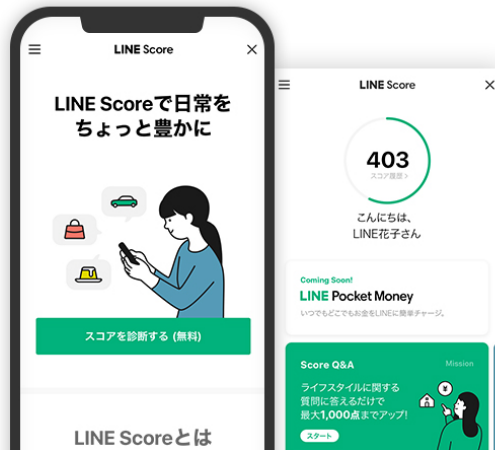 LINE Score
LINE Scoreで日常を
ちょっと豊かに
スコアを診断する (無料)
LINE Scoreとは
LINE Score
403
スコア履歴 >
こんにちは、
LINE花子さん
Coming Soon!
LINE Pocket Money
いつでもどこでもお金をLINEに簡単チャージ。
Score Q&A
Mission
ライフスタイルに関する
質問に答えるだけで
最大1,000点までアップ!
¥
スタート